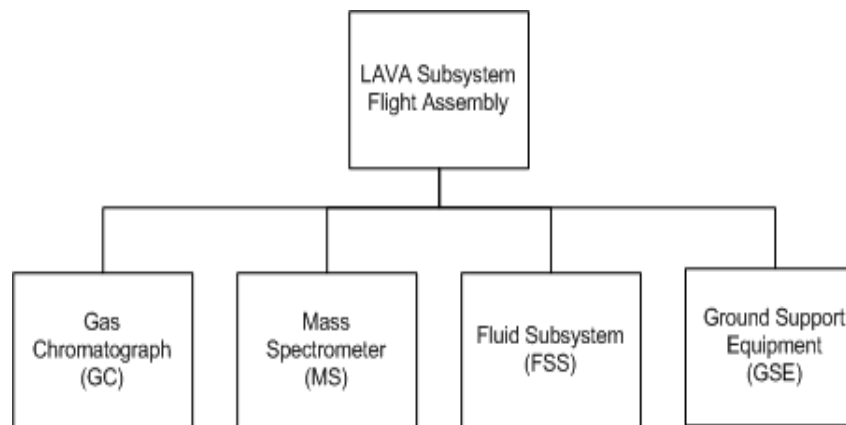 LAVA Subsystem
Flight Assembly
Gas
Chromatograph
(GC)
Mass
Spectrometer
(MS)
Fluid Subsystem
(FSS)
Ground Support
Equipment
(GSE)